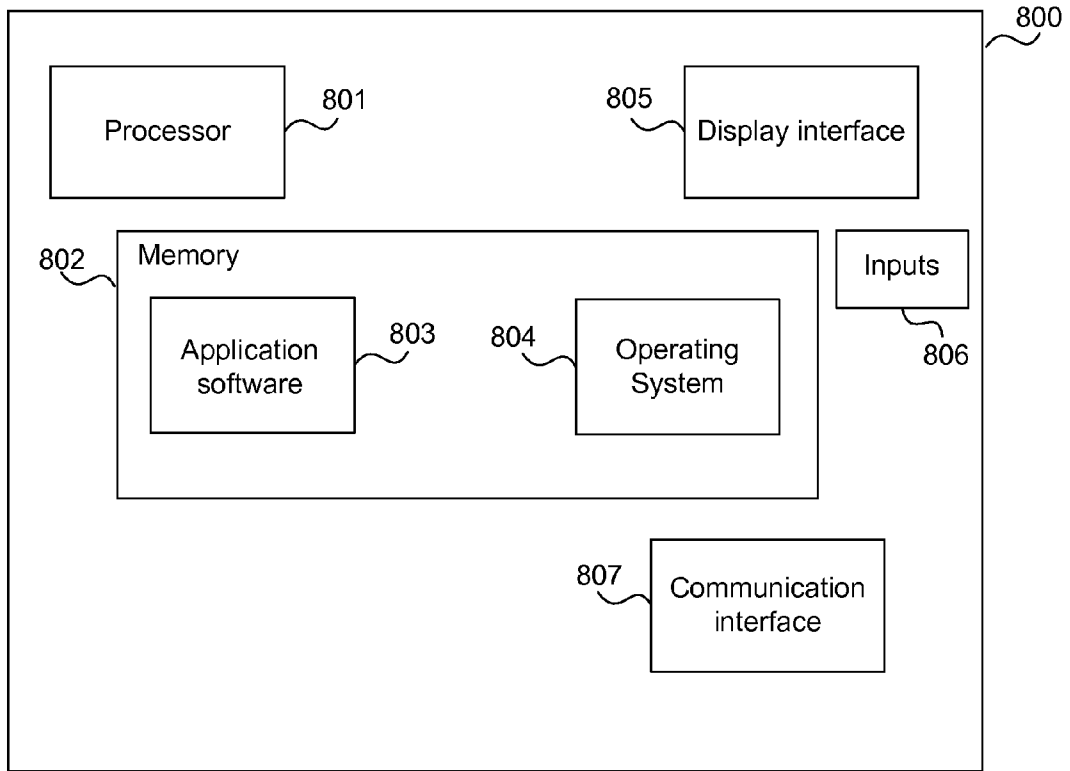 800
Processor
801
805
Display interface
802
Memory
Inputs
806
Application
software
803
804
Operating
System
807
Communication
interface